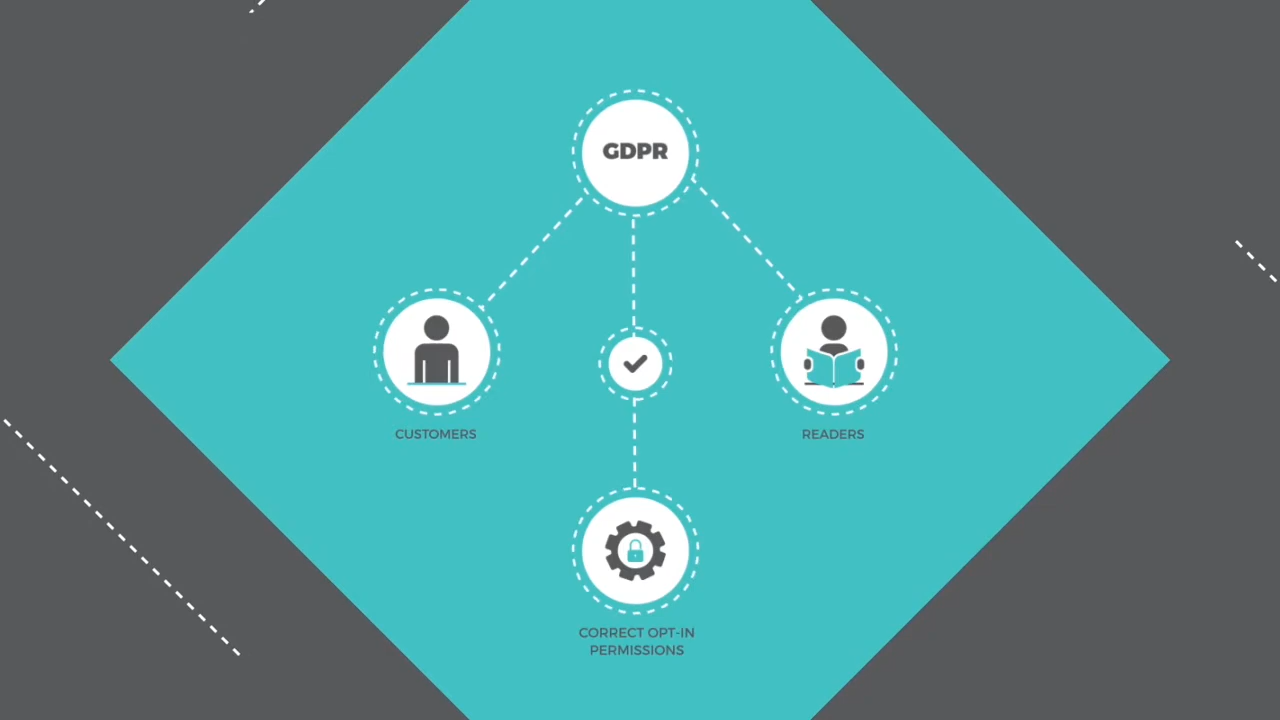 GDPR
CUSTOMERS
READERS
CORRECT OPT-IN
PERMISSIONS